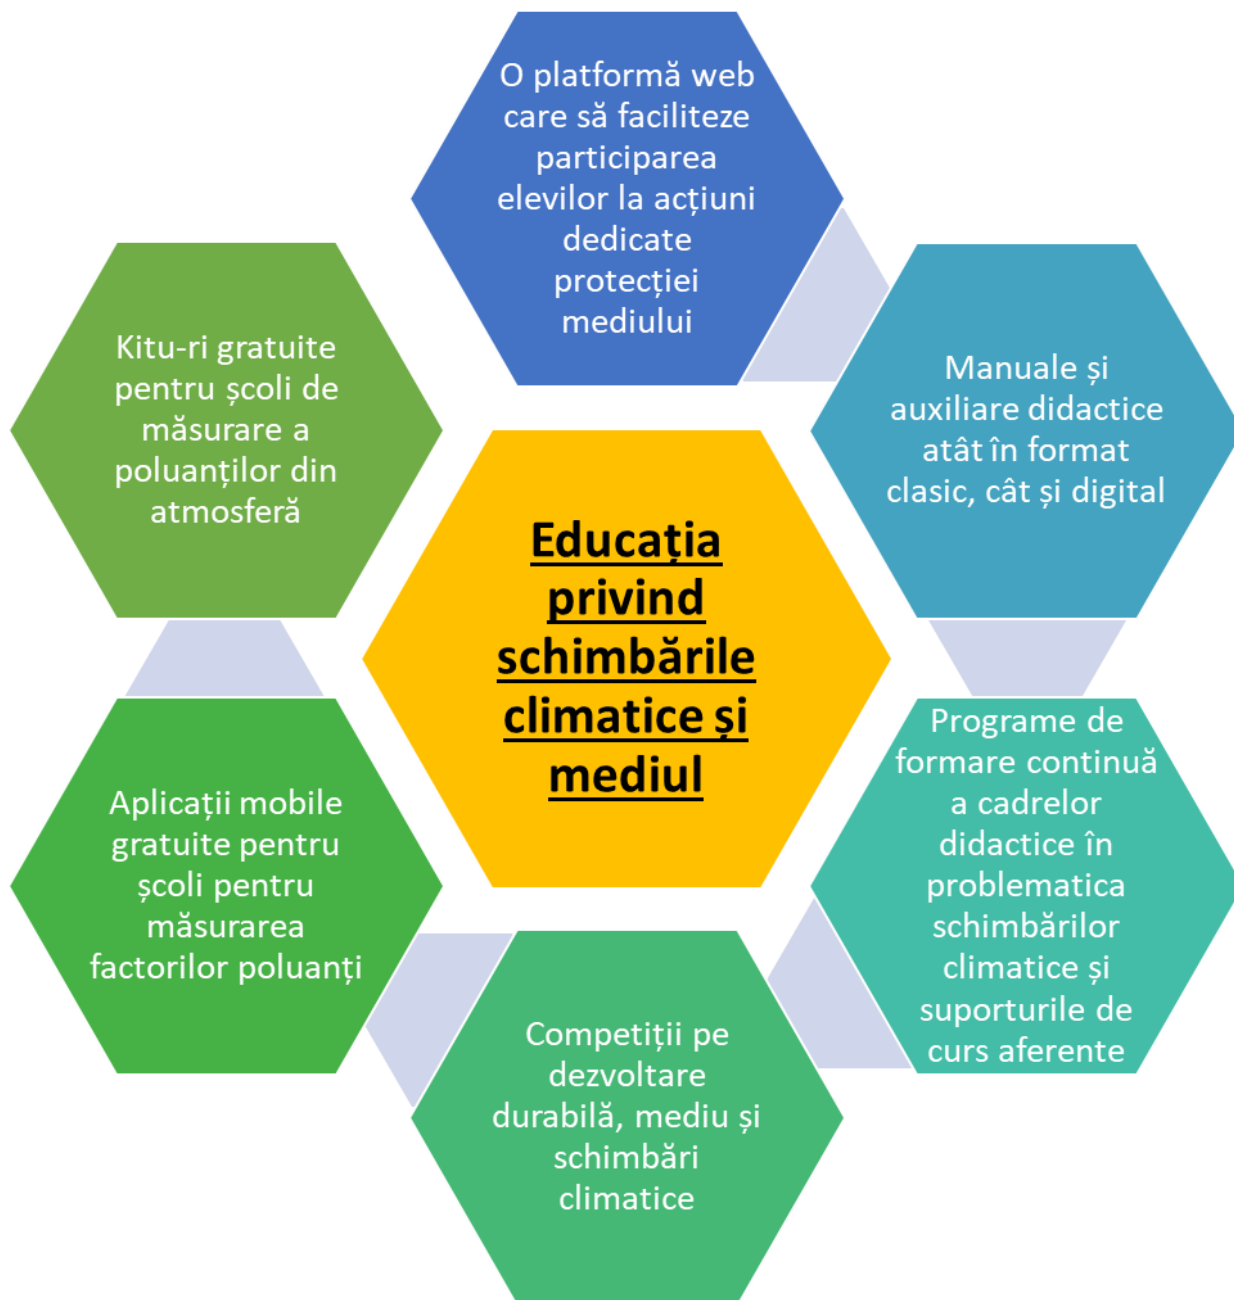 O platformă web
care să faciliteze
participarea
elevilor la acțiuni
dedicate
protecției
mediului
Manuale și
auxiliare didactice
atât în format
clasic, cât și digital
Programe de
formare continuă
a cadrelor
didactice în
problematica
schimbărilor
climatice și
suporturile de
curs aferente
Competiții pe
dezvoltare
durabilă, mediu și
schimbări
climatice
Aplicații mobile
gratuite pentru
școli pentru
măsurarea
factorilor poluanți
Kitu-ri gratuite
pentru școli de
măsurare a
poluanților din
atmosferă
Educația
privind
schimbările
climatice și
mediul